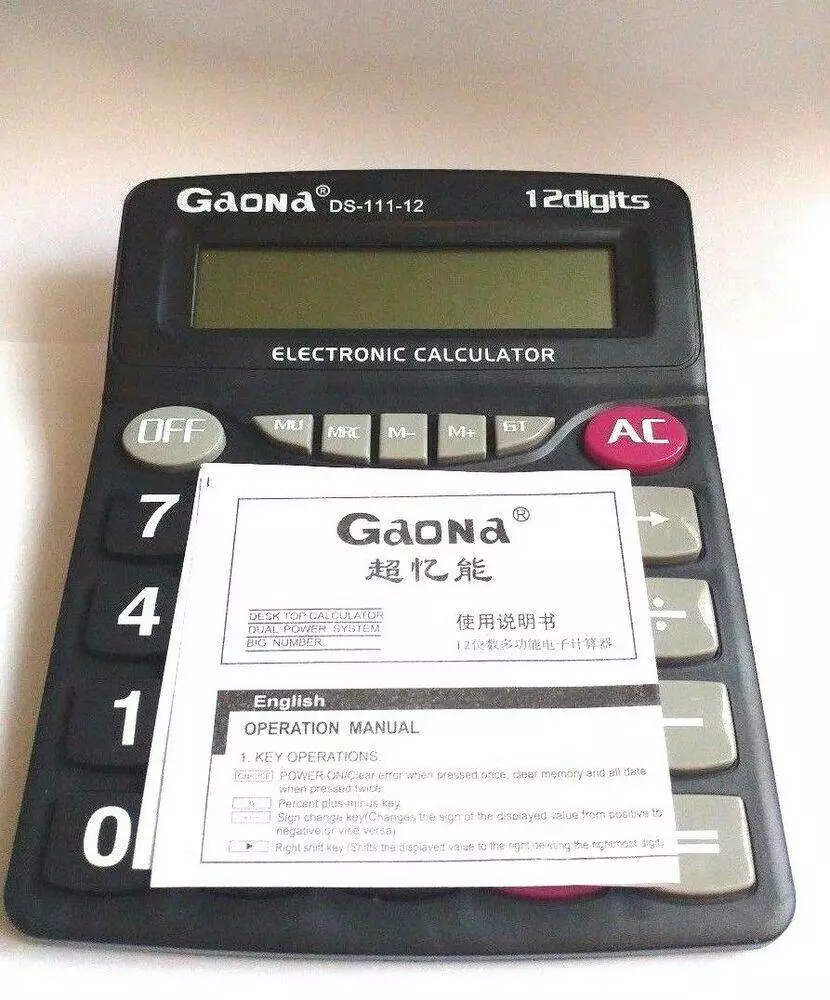 GaoNa® DS-111-12 12digits
ELECTRONIC CALCULATOR
OFF MU MRC M- M+ GT AC
7 →
4 ÷
1 −
0 =
GaoNa®
超忆能
DESK TOP CALCULATOR
DUAL POWER SYSTEM
BIG NUMBER.
使用说明书
12位数多功能电子计算器
English
OPERATION MANUAL
1. KEY OPERATIONS:
POWER ON/Clear error when pressed once, clear memory and all date
when pressed twice.
% Percent plus-minus key.
Sign change key(Changes the sign of the displayed value from positive to
negative or vice versa)
► Right shift key (Shifts the displayed value to the right deleting the rightmost digit)